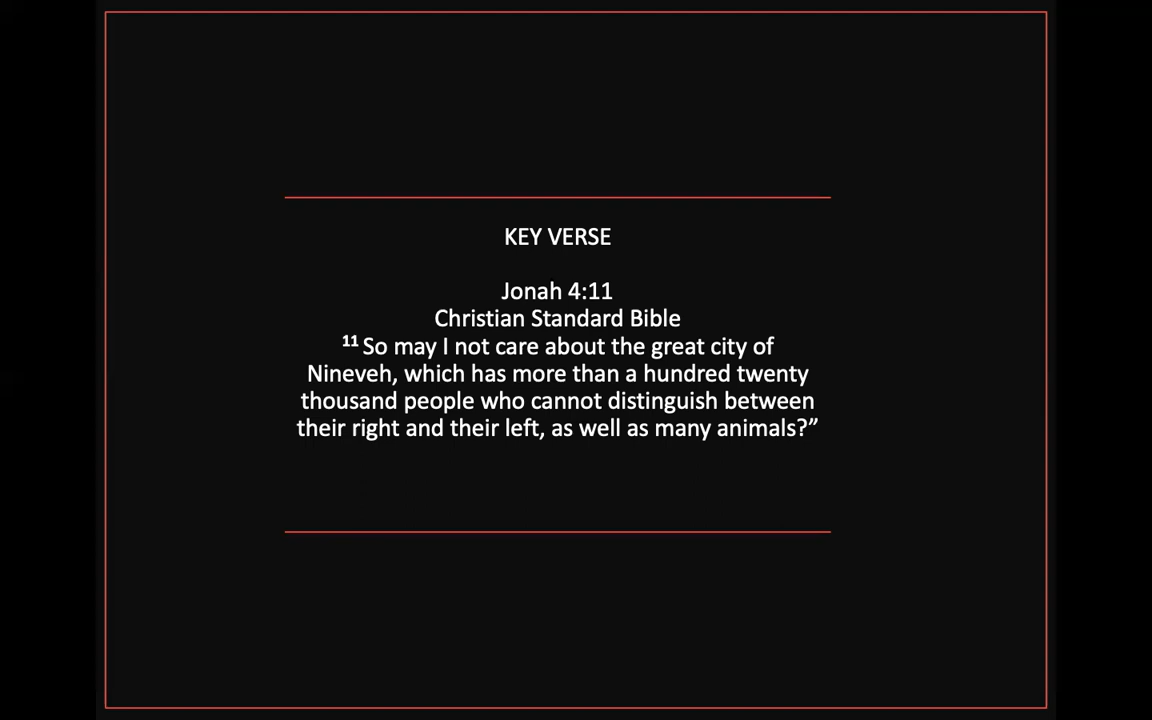 KEY VERSE
Jonah 4:11
Christian Standard Bible
11 So may I not care about the great city of
Nineveh, which has more than a hundred twenty
thousand people who cannot distinguish between
their right and their left, as well as many animals?”